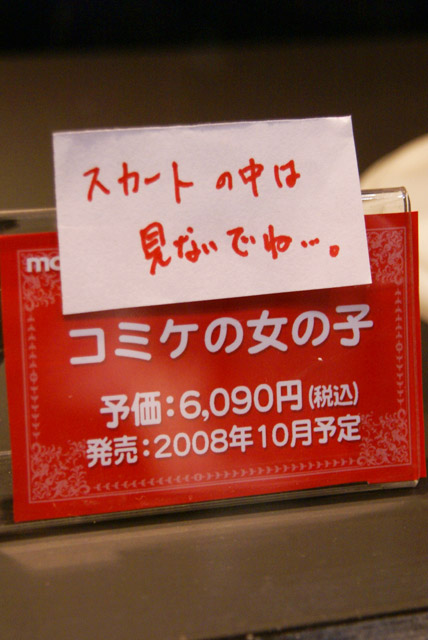 スカートの中は
見ないでね…。
コミケの女の子
予価:6,090円(税込)
発売:2008年10月予定